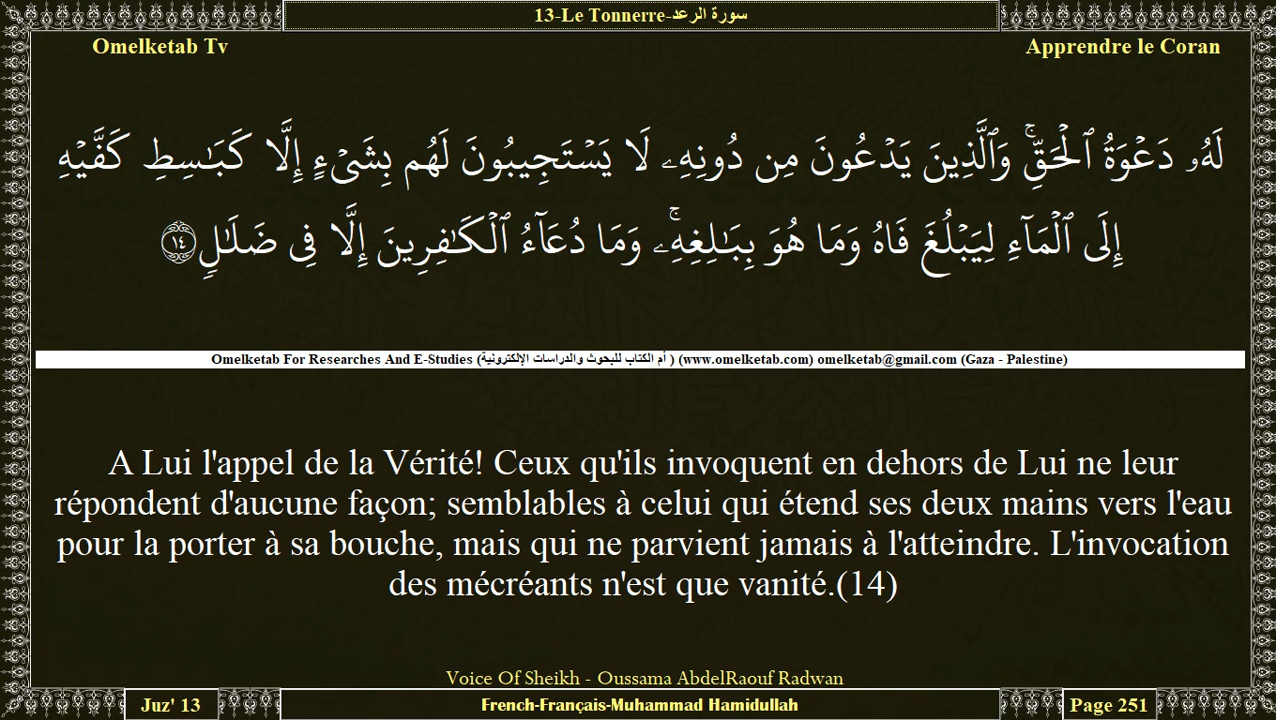 13-Le Tonnerre-سورة الرعد
Omelketab Tv
Apprendre le Coran
لَهُۥ دَعْوَةُ ٱلْحَقِّ ۖ وَٱلَّذِينَ يَدْعُونَ مِن دُونِهِۦ لَا يَسْتَجِيبُونَ لَهُم بِشَىْءٍ إِلَّا كَبَـٰسِطِ كَفَّيْهِ
إِلَى ٱلْمَآءِ لِيَبْلُغَ فَاهُ وَمَا هُوَ بِبَـٰلِغِهِۦ ۚ وَمَا دُعَآءُ ٱلْكَـٰفِرِينَ إِلَّا فِى ضَلَـٰلٍ ١٤
Omelketab For Researches And E-Studies (أم الكتاب للبحوث والدراسات الإلكترونية ) (www.omelketab.com) omelketab@gmail.com (Gaza - Palestine)
A Lui l'appel de la Vérité! Ceux qu'ils invoquent en dehors de Lui ne leur
répondent d'aucune façon; semblables à celui qui étend ses deux mains vers l'eau
pour la porter à sa bouche, mais qui ne parvient jamais à l'atteindre. L'invocation
des mécréants n'est que vanité.(14)
Voice Of Sheikh - Oussama AbdelRaouf Radwan
Juz' 13
French-Français-Muhammad Hamidullah
Page 251